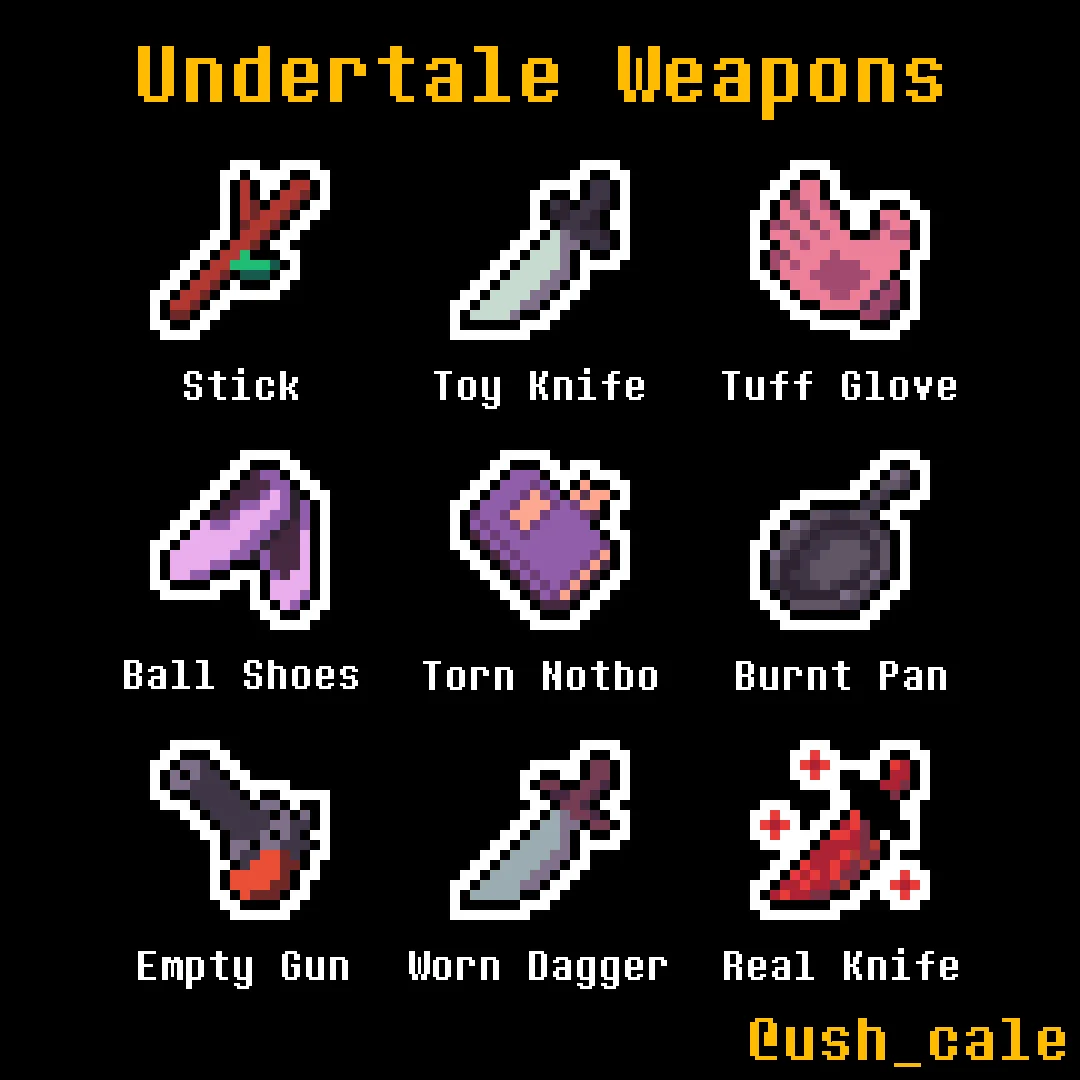 Undertale Weapons
Stick Toy Knife Tuff Glove
Ball Shoes Torn Notbo Burnt Pan
Empty Gun Worn Dagger Real Knife
@ush_cale